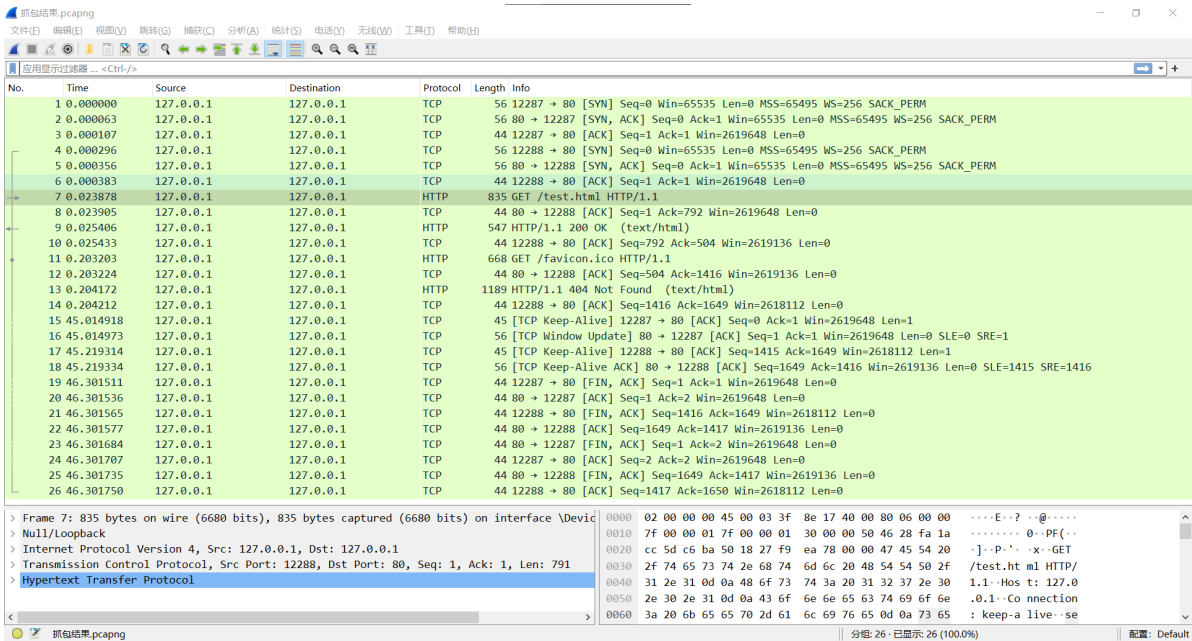 抓包结果.pcapng
文件(F) 编辑(E) 视图(V) 跳转(G) 捕获(C) 分析(A) 统计(S) 电话(Y) 无线(W) 工具(T) 帮助(H)
应用显示过滤器 … <Ctrl-/>
No. Time Source Destination Protocol Length Info
1 0.000000 127.0.0.1 127.0.0.1 TCP 56 12287 → 80 [SYN] Seq=0 Win=65535 Len=0 MSS=65495 WS=256 SACK_PERM
2 0.000063 127.0.0.1 127.0.0.1 TCP 56 80 → 12287 [SYN, ACK] Seq=0 Ack=1 Win=65535 Len=0 MSS=65495 WS=256 SACK_PERM
3 0.000107 127.0.0.1 127.0.0.1 TCP 44 12287 → 80 [ACK] Seq=1 Ack=1 Win=2619648 Len=0
4 0.000296 127.0.0.1 127.0.0.1 TCP 56 12288 → 80 [SYN] Seq=0 Win=65535 Len=0 MSS=65495 WS=256 SACK_PERM
5 0.000356 127.0.0.1 127.0.0.1 TCP 56 80 → 12288 [SYN, ACK] Seq=0 Ack=1 Win=65535 Len=0 MSS=65495 WS=256 SACK_PERM
6 0.000383 127.0.0.1 127.0.0.1 TCP 44 12288 → 80 [ACK] Seq=1 Ack=1 Win=2619648 Len=0
7 0.023878 127.0.0.1 127.0.0.1 HTTP 835 GET /test.html HTTP/1.1
8 0.023905 127.0.0.1 127.0.0.1 TCP 44 80 → 12288 [ACK] Seq=1 Ack=792 Win=2619648 Len=0
9 0.025406 127.0.0.1 127.0.0.1 HTTP 547 HTTP/1.1 200 OK (text/html)
10 0.025433 127.0.0.1 127.0.0.1 TCP 44 12288 → 80 [ACK] Seq=792 Ack=504 Win=2619136 Len=0
11 0.203203 127.0.0.1 127.0.0.1 HTTP 668 GET /favicon.ico HTTP/1.1
12 0.203224 127.0.0.1 127.0.0.1 TCP 44 80 → 12288 [ACK] Seq=504 Ack=1416 Win=2619136 Len=0
13 0.204172 127.0.0.1 127.0.0.1 HTTP 1189 HTTP/1.1 404 Not Found (text/html)
14 0.204212 127.0.0.1 127.0.0.1 TCP 44 12288 → 80 [ACK] Seq=1416 Ack=1649 Win=2618112 Len=0
15 45.014918 127.0.0.1 127.0.0.1 TCP 45 [TCP Keep-Alive] 12287 → 80 [ACK] Seq=0 Ack=1 Win=2619648 Len=1
16 45.014973 127.0.0.1 127.0.0.1 TCP 56 [TCP Window Update] 80 → 12287 [ACK] Seq=1 Ack=1 Win=2619648 Len=0 SLE=0 SRE=1
17 45.219314 127.0.0.1 127.0.0.1 TCP 45 [TCP Keep-Alive] 12288 → 80 [ACK] Seq=1415 Ack=1649 Win=2618112 Len=1
18 45.219334 127.0.0.1 127.0.0.1 TCP 56 [TCP Keep-Alive ACK] 80 → 12288 [ACK] Seq=1649 Ack=1416 Win=2619136 Len=0 SLE=1415 SRE=1416
19 46.301511 127.0.0.1 127.0.0.1 TCP 44 12287 → 80 [FIN, ACK] Seq=1 Ack=1 Win=2619648 Len=0
20 46.301536 127.0.0.1 127.0.0.1 TCP 44 80 → 12287 [ACK] Seq=1 Ack=2 Win=2619648 Len=0
21 46.301565 127.0.0.1 127.0.0.1 TCP 44 12288 → 80 [FIN, ACK] Seq=1416 Ack=1649 Win=2618112 Len=0
22 46.301577 127.0.0.1 127.0.0.1 TCP 44 80 → 12288 [ACK] Seq=1649 Ack=1417 Win=2619136 Len=0
23 46.301684 127.0.0.1 127.0.0.1 TCP 44 80 → 12287 [FIN, ACK] Seq=1 Ack=2 Win=2619648 Len=0
24 46.301707 127.0.0.1 127.0.0.1 TCP 44 12287 → 80 [ACK] Seq=2 Ack=2 Win=2619648 Len=0
25 46.301735 127.0.0.1 127.0.0.1 TCP 44 80 → 12288 [FIN, ACK] Seq=1649 Ack=1417 Win=2619136 Len=0
26 46.301750 127.0.0.1 127.0.0.1 TCP 44 12288 → 80 [ACK] Seq=1417 Ack=1650 Win=2618112 Len=0
Frame 7: 835 bytes on wire (6680 bits), 835 bytes captured (6680 bits) on interface \Devic
Null/Loopback
Internet Protocol Version 4, Src: 127.0.0.1, Dst: 127.0.0.1
Transmission Control Protocol, Src Port: 12288, Dst Port: 80, Seq: 1, Ack: 1, Len: 791
Hypertext Transfer Protocol
0000 02 00 00 00 45 00 03 3f 8e 17 40 00 80 06 00 00 ····E··? ··@·····
0010 7f 00 00 01 7f 00 00 01 30 00 00 50 46 28 fa 1a ········ 0··PF(··
0020 cc 5d c6 ba 50 18 27 f9 ea 78 00 00 47 45 54 20 ·]··P·'· ·x··GET
0030 2f 74 65 73 74 2e 68 74 6d 6c 20 48 54 54 50 2f /test.ht ml HTTP/
0040 31 2e 31 0d 0a 48 6f 73 74 3a 20 31 32 37 2e 30 1.1··Hos t: 127.0
0050 2e 30 2e 31 0d 0a 43 6f 6e 6e 65 63 74 69 6f 6e .0.1··Co nnection
0060 3a 20 6b 65 65 70 2d 61 6c 69 76 65 0d 0a 73 65 : keep-a live··se
抓包结果.pcapng
分组: 26 · 已显示: 26 (100.0%)
配置: Default